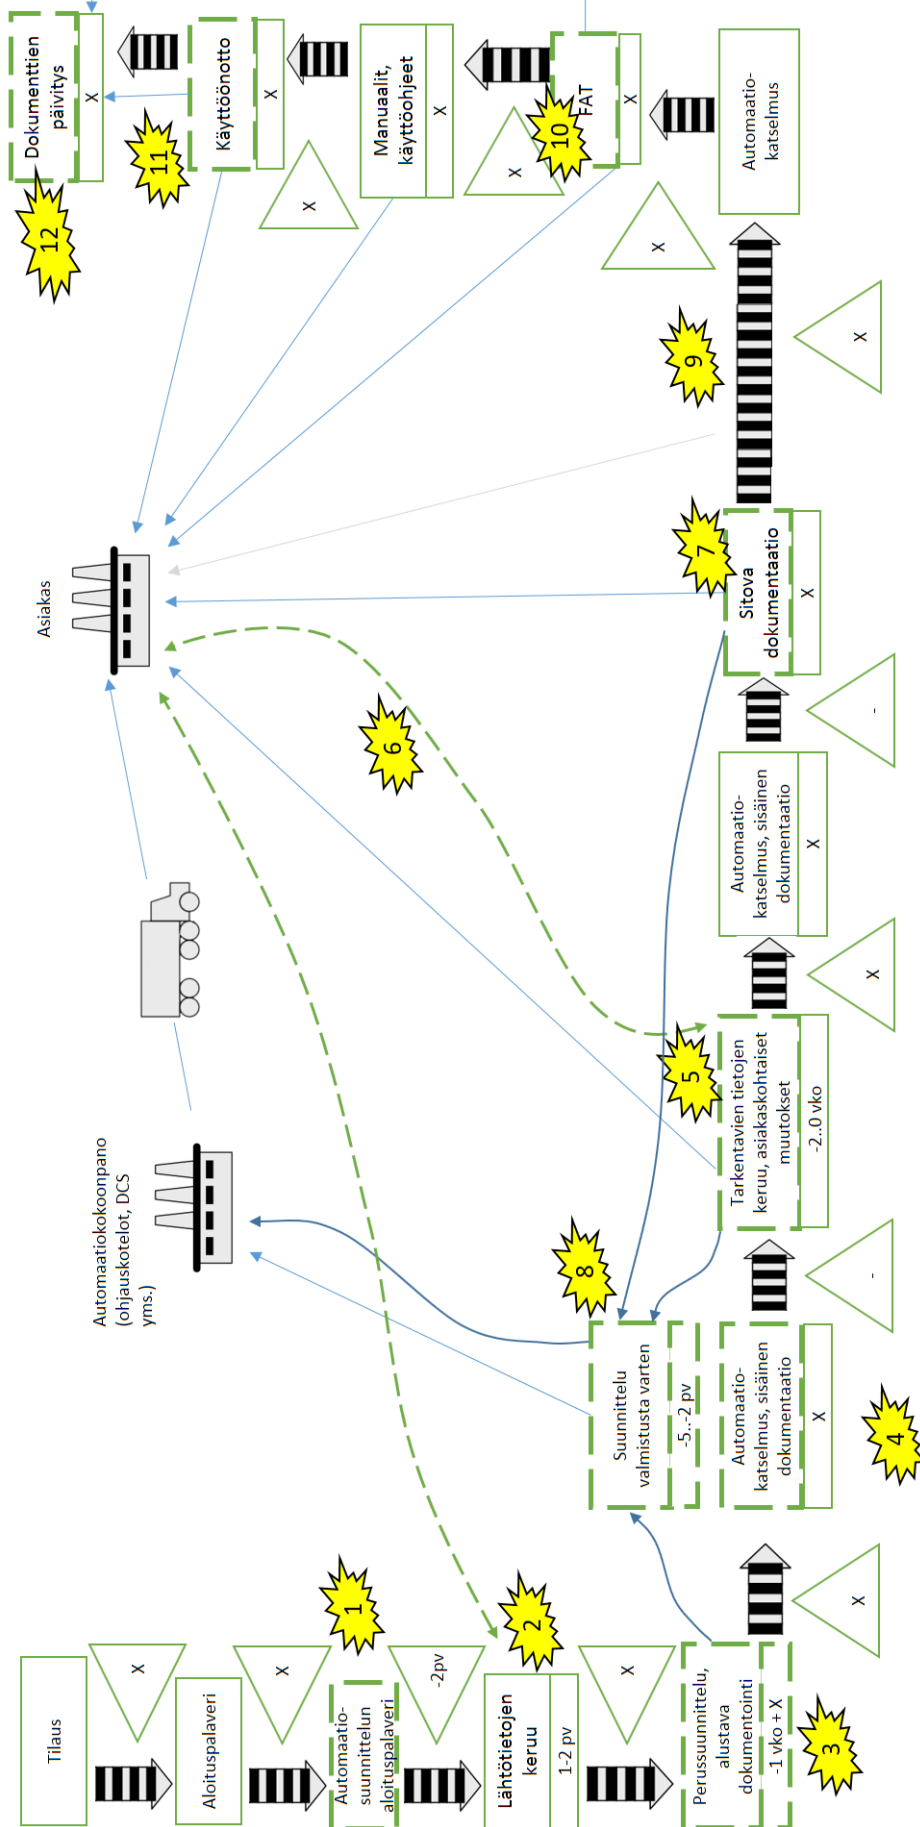 Tilaus
X
Aloituspalaveri
X
1
Automaatio-
suunnittelun
aloituspalaveri
-2pv
2
Lähtötietojen
keruu
1-2 pv
X
Perussuunnittelu,
alustava
dokumentointi
-1 vko + X
3
X
Automaatiokokoonpano
(ohjauskotelot, DCS
yms.)
8
Suunnittelu
valmistusta varten
-5..-2 pv
Automaatio-
katselmus, sisäinen
dokumentaatio
X
4
-
5
Tarkentavien tietojen
keruu, asiakaskohtaiset
muutokset
-2..0 vko
X
Automaatio-
katselmus, sisäinen
dokumentaatio
X
-
6
Asiakas
7
Sitova
dokumentaatio
X
9
X
Automaatio-
katselmus
X
10
FAT
X
X
Manuaalit,
käyttöohjeet
X
X
11
Käyttöönotto
X
12
Dokumenttien
päivitys
X